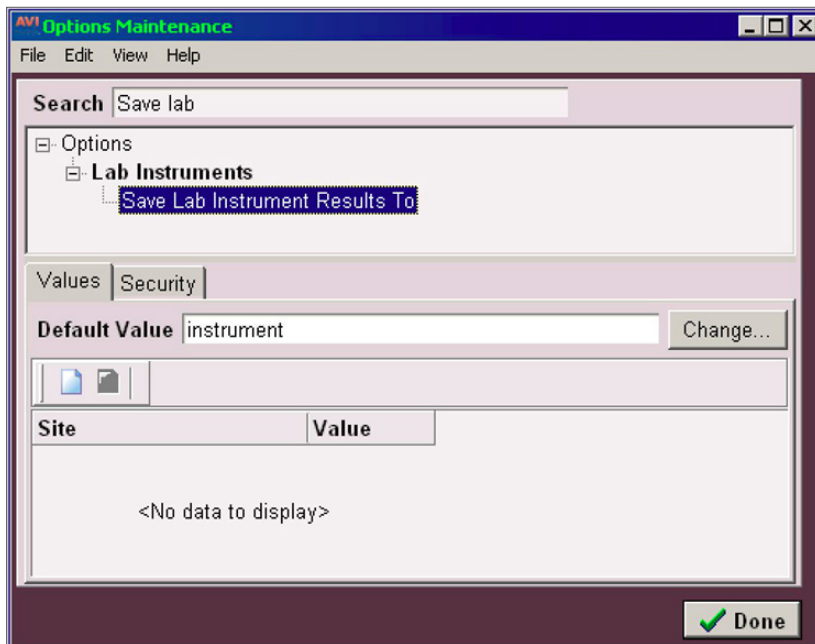 AVI Options Maintenance
File Edit View Help
Search Save lab
Options
Lab Instruments
Save Lab Instrument Results To
Values Security
Default Value instrument Change...
Site Value
<No data to display>
Done